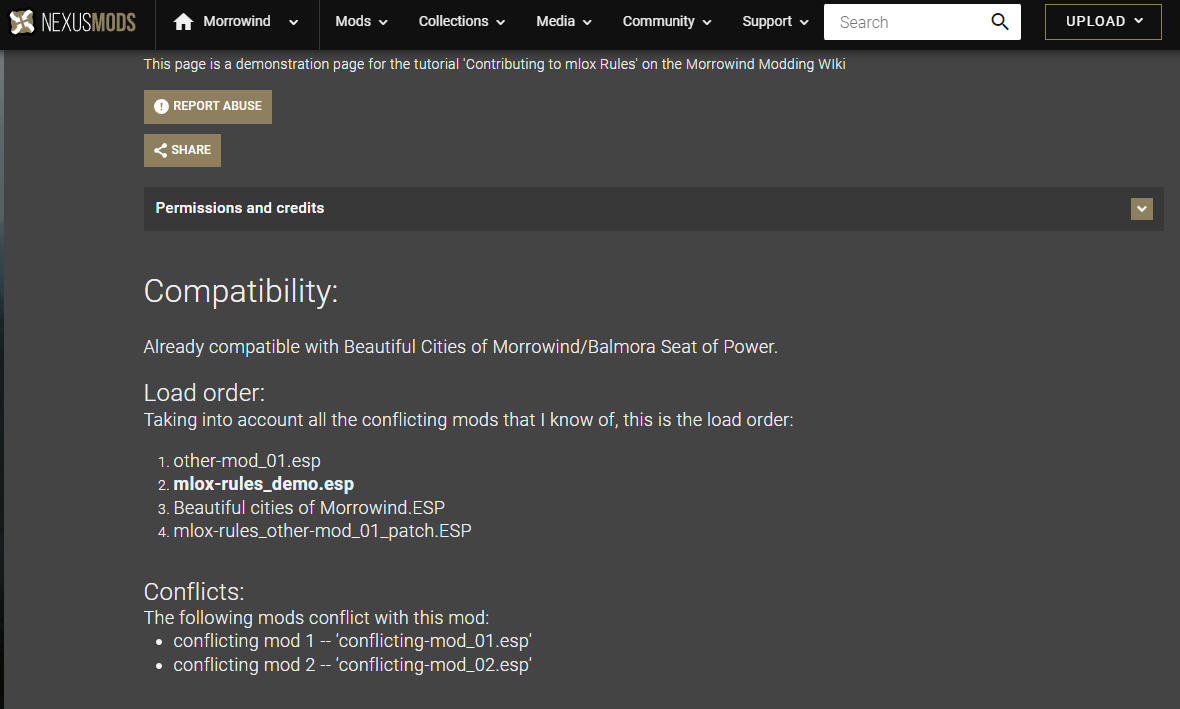 NEXUSMODS Morrowind Mods Collections Media Community Support Search UPLOAD
This page is a demonstration page for the tutorial 'Contributing to mlox Rules' on the Morrowind Modding WIki
REPORT ABUSE
SHARE
Permissions and credits
Compatibility:
Already compatible with Beautiful Cities of Morrowind/Balmora Seat of Power.
Load order:
Taking into account all the conflicting mods that I know of, this is the load order:
1. other-mod_01.esp
2. mlox-rules_demo.esp
3. Beautiful cities of Morrowind.ESP
4. mlox-rules_other-mod_01_patch.ESP
Conflicts:
The following mods conflict with this mod:
• conflicting mod 1 -- 'conflicting-mod_01.esp'
• conflicting mod 2 -- 'conflicting-mod_02.esp'